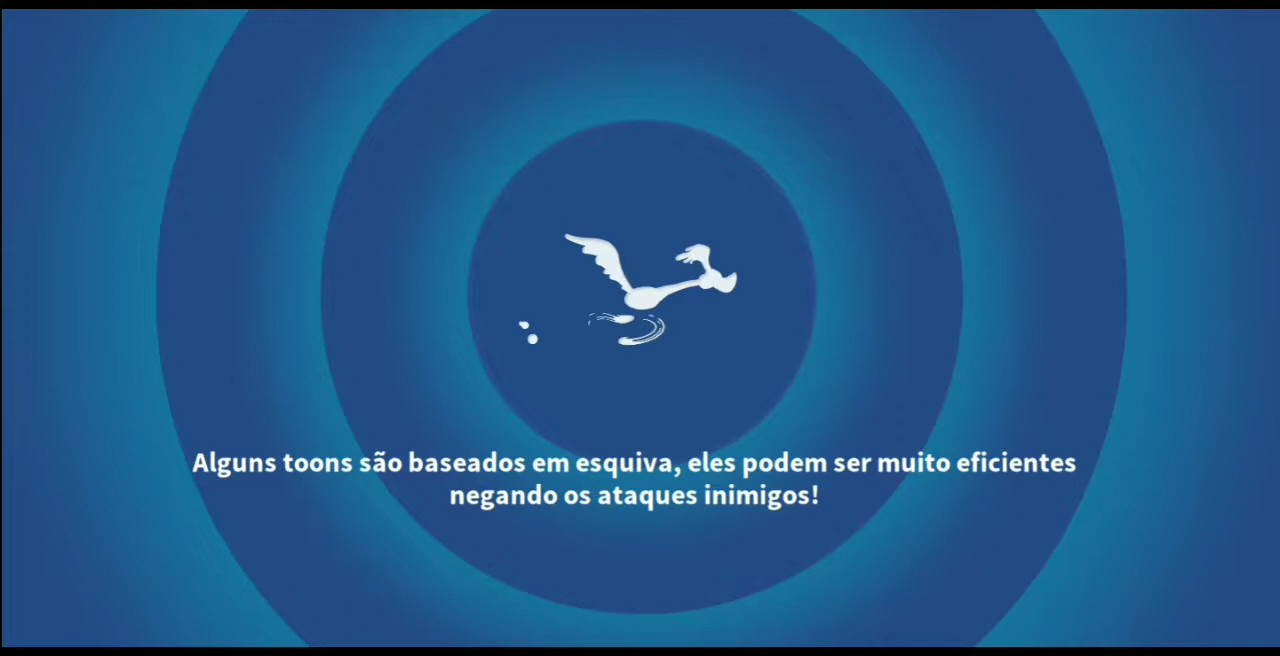 Alguns toons são baseados em esquiva, eles podem ser muito eficientes
negando os ataques inimigos!